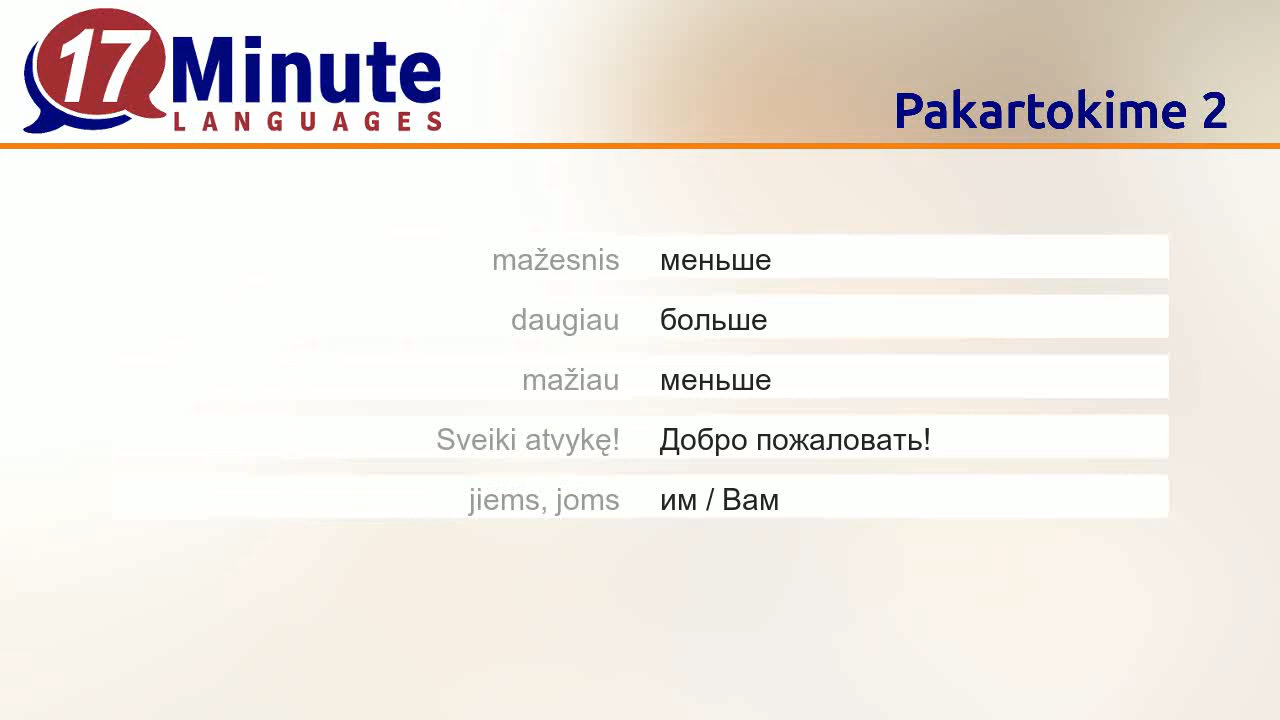 17 Minute
LANGUAGES
Pakartokime 2
mažesnis меньше
daugiau больше
mažiau меньше
Sveiki atvykę! Добро пожаловать!
jiems, joms им / Вам